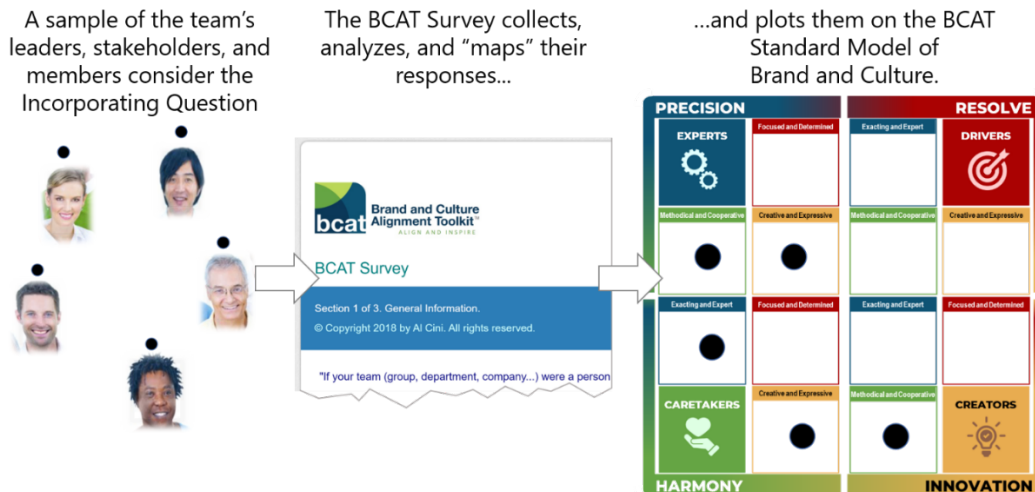 A sample of the team's
leaders, stakeholders, and
members consider the
Incorporating Question
The BCAT Survey collects,
analyzes, and “maps” their
responses...
...and plots them on the BCAT
Standard Model of
Brand and Culture.
bcat
Brand and Culture
Alignment Toolkit™
ALIGN AND INSPIRE
BCAT Survey
Section 1 of 3. General Information.
© Copyright 2018 by Al Cini. All rights reserved.
"If your team (group, department, company...) were a person
PRECISION
RESOLVE
EXPERTS
Focused and Determined
Exacting and Expert
DRIVERS
Methodical and Cooperative
Creative and Expressive
Methodical and Cooperative
Creative and Expressive
Exacting and Expert
Focused and Determined
Exacting and Expert
Focused and Determined
CARETAKERS
Creative and Expressive
Methodical and Cooperative
CREATORS
HARMONY
INNOVATION